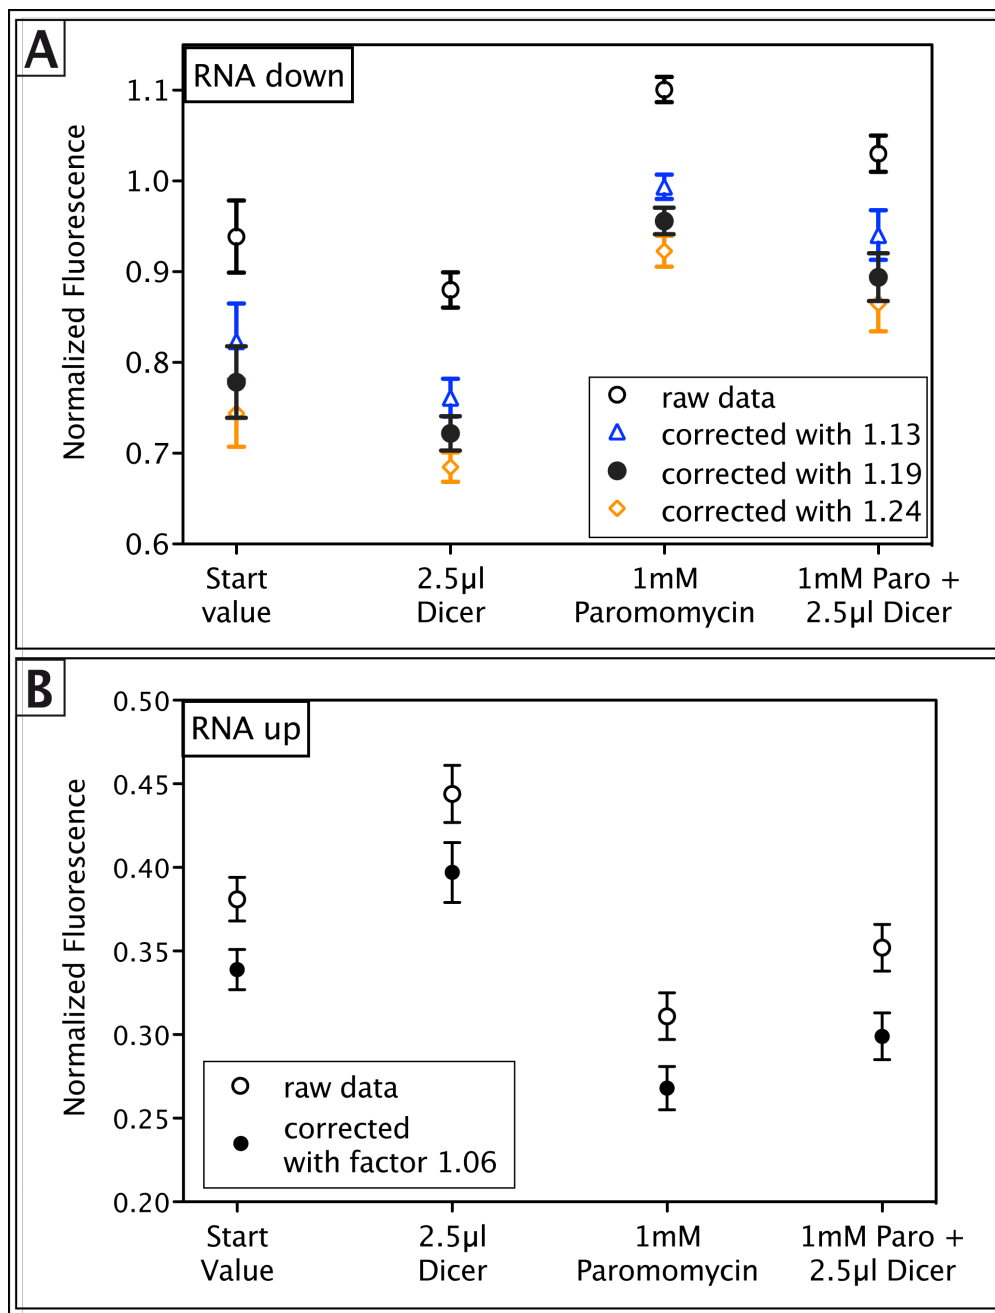 A
RNA down
Normalized Fluorescence
1.1
1.0
0.9
0.8
0.7
0.6
raw data
corrected with 1.13
corrected with 1.19
corrected with 1.24
Start
value
2.5µl
Dicer
1mM
Paromomycin
1mM Paro +
2.5µl Dicer
B
RNA up
Normalized Fluorescence
0.50
0.45
0.40
0.35
0.30
0.25
0.20
raw data
corrected
with factor 1.06
Start
Value
2.5µl
Dicer
1mM
Paromomycin
1mM Paro +
2.5µl Dicer